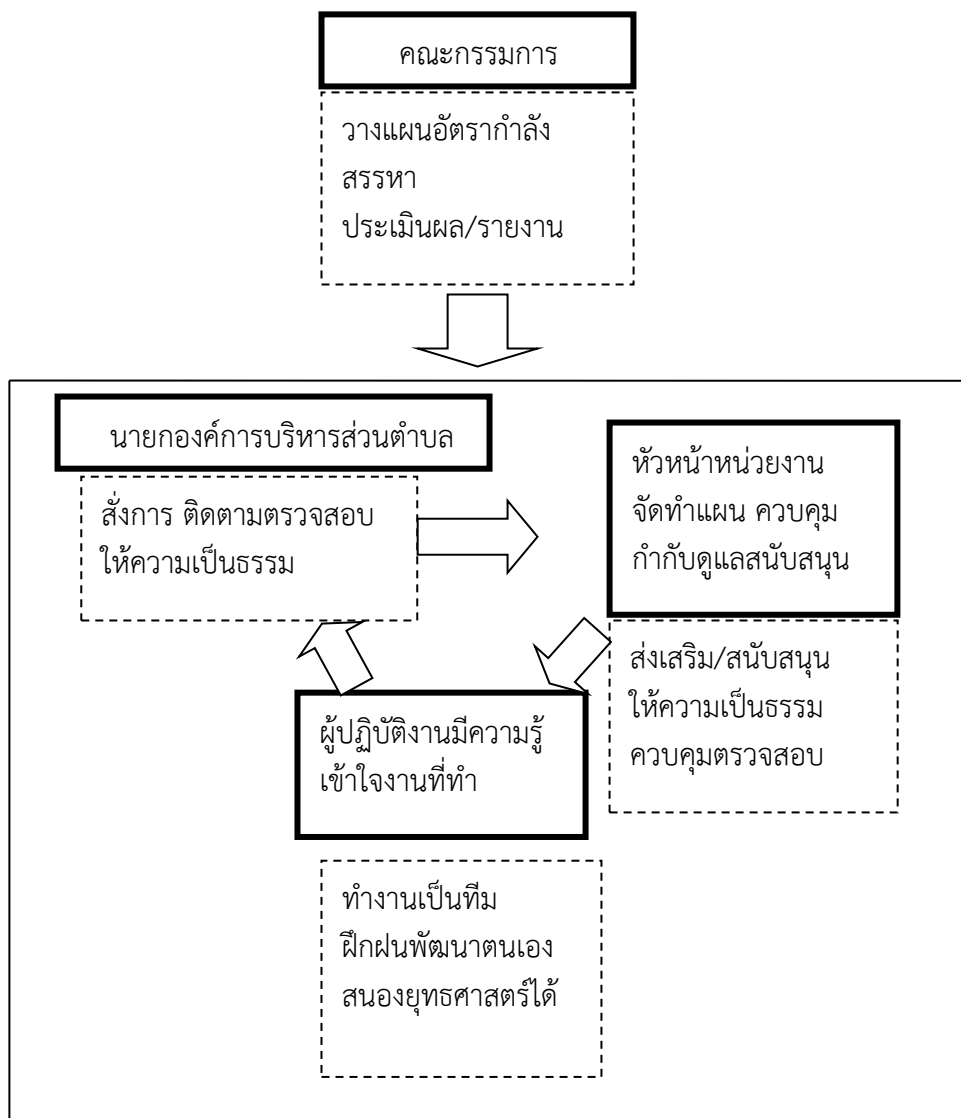 คณะกรรมการ
วางแผนอัตรากำลัง
สรรหา
ประเมินผล/รายงาน
นายกองค์การบริหารส่วนตำบล
สั่งการ ติดตามตรวจสอบ
ให้ความเป็นธรรม
หัวหน้าหน่วยงาน
จัดทำแผน ควบคุม
กำกับดูแลสนับสนุน
ส่งเสริม/สนับสนุน
ให้ความเป็นธรรม
ควบคุมตรวจสอบ
ผู้ปฏิบัติงานมีความรู้
เข้าใจงานที่ทำ
ทำงานเป็นทีม
ฝึกฝนพัฒนาตนเอง
สนองยุทธศาสตร์ได้